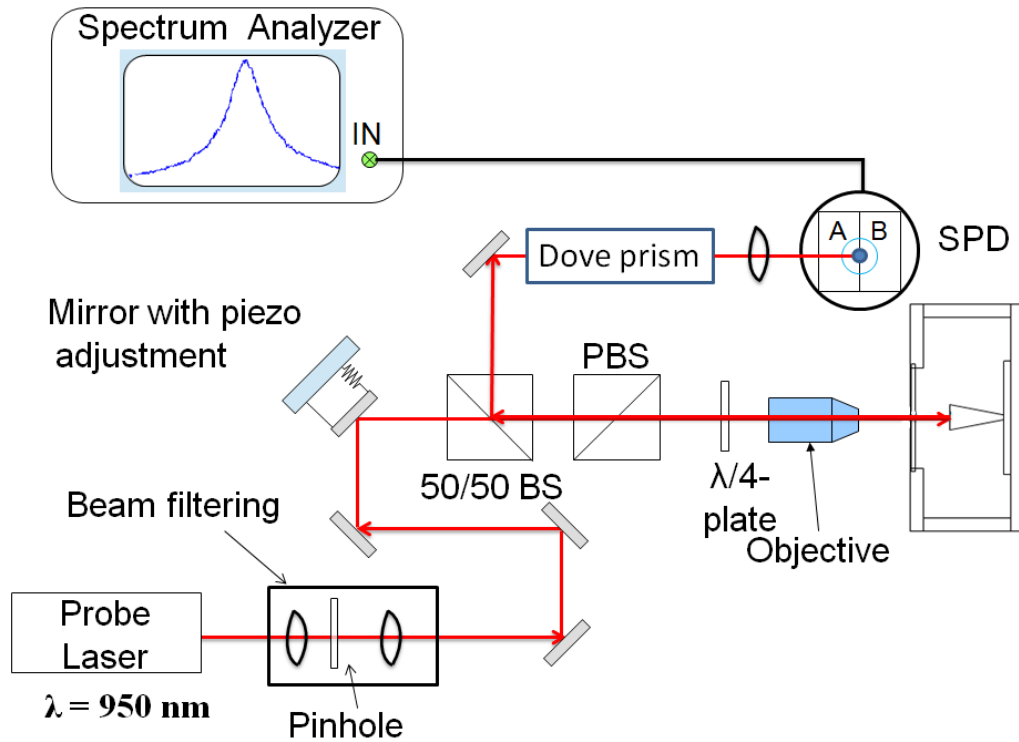 Spectrum Analyzer
IN
A B
SPD
Dove prism
Mirror with piezo
adjustment
PBS
50/50 BS
λ/4-
plate
Objective
Beam filtering
Probe
Laser
λ = 950 nm
Pinhole